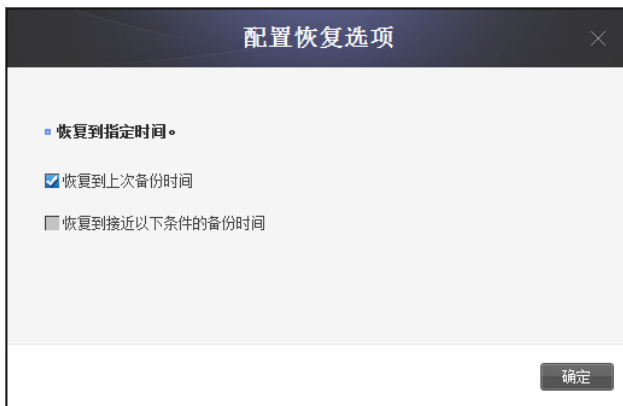 配置恢复选项
恢复到指定时间。
恢复到上次备份时间
恢复到接近以下条件的备份时间
确定